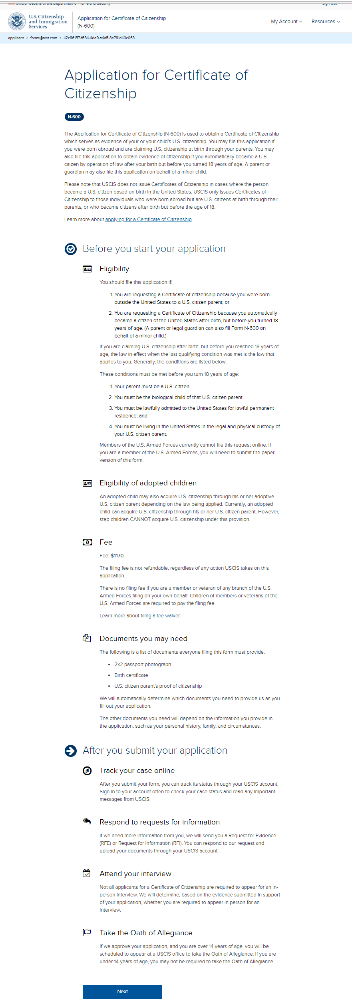 Official website of the Department of Homeland Security
Sign Out
U.S. Citizenship
and Immigration
Services
Application for Certificate of Citizenship
(N-600)
My Account
Resources
applicant > forms@test.com > 42c86157-f684-4de9-a4a5-8e781d40c063
Application for Certificate of
Citizenship
N-600
The Application for Certificate of Citizenship (N-600) is used to obtain a Certificate of Citizenship
which serves as evidence of your or your child's U.S. citizenship. You may file this application if
you were born abroad and are claiming U.S. citizenship at birth through your parents. You may
also file this application to obtain evidence of citizenship if you automatically became a U.S.
citizen by operation of law after your birth but before you turned 18 years of age. A parent or
guardian may also file this application on behalf of a minor child.
Please note that USCIS does not issue Certificates of Citizenship in cases where the person
became a U.S. citizen based on birth in the United States. USCIS only issues Certificates of
Citizenship to those individuals who were born abroad but are U.S. citizens at birth through their
parents, or who became citizens after birth but before the age of 18.
Learn more about applying for a Certificate of Citizenship
Before you start your application
Eligibility
You should file this application if:
1. You are requesting a Certificate of citizenship because you were born
outside the United States to a U.S. citizen parent; or
2. You are requesting a Certificate of Citizenship because you automatically
became a citizen of the United States after birth, but before you turned 18
years of age. (A parent or legal guardian can also fill Form N-600 on
behalf of a minor child.)
If you are claiming U.S. citizenship after birth, but before you reached 18 years of
age, the law in effect when the last qualifying condition was met is the law that
applies to you. Generally, the conditions are listed below.
These conditions must be met before you turn 18 years of age:
1. Your parent must be a U.S. citizen
2. You must be the biological child of that U.S. citizen parent
3. You must be lawfully admitted to the United States for lawful permanent
residence; and
4. You must be living in the United States in the legal and physical custody of
your U.S. citizen parent.
Members of the U.S. Armed Forces currently cannot file this request online. If
you are a member of the U.S. Armed Forces, you will need to submit the paper
version of this form.
Eligibility of adopted children
An adopted child may also acquire U.S. citizenship through his or her adoptive
U.S. citizen parent depending on the law being applied. Currently, an adopted
child can acquire U.S. citizenship through his or her U.S. citizen parent. However,
step children CANNOT acquire U.S. citizenship under this provision.
Fee
Fee: $1170
The filing fee is not refundable, regardless of any action USCIS takes on this
application.
There is no filing fee if you are a member or veteran of any branch of the U.S.
Armed Forces filing on your own behalf. Children of members or veterans of the
U.S. Armed Forces are required to pay the filing fee.
Learn more about filing a fee waiver.
Documents you may need
The following is a list of documents everyone filing this form must provide:
• 2x2 passport photograph
• Birth certificate
• U.S. citizen parent's proof of citizenship
We will automatically determine which documents you need to provide us as you
fill out your application.
The other documents you need will depend on the information you provide in
the application, such as your personal history, family, and circumstances.
After you submit your application
Track your case online
After you submit your form, you can track its status through your USCIS account.
Sign in to your account often to check your case status and read any important
messages from USCIS.
Respond to requests for information
If we need more information from you, we will send you a Request for Evidence
(RFE) or Request for Information (RFI). You can respond to our request and
upload your documents through your USCIS account.
Attend your interview
Not all applicants for a Certificate of Citizenship are required to appear for an in-
person interview. We will determine, based on the evidence submitted in support
of your application, whether you are required to appear in person for an
interview.
Take the Oath of Allegiance
If we approve your application, and you are over 14 years of age, you will be
scheduled to appear at a USCIS office to take the Oath of Allegiance. If you are
under 14 years of age, you may not be required to take the Oath of Allegiance.
Next